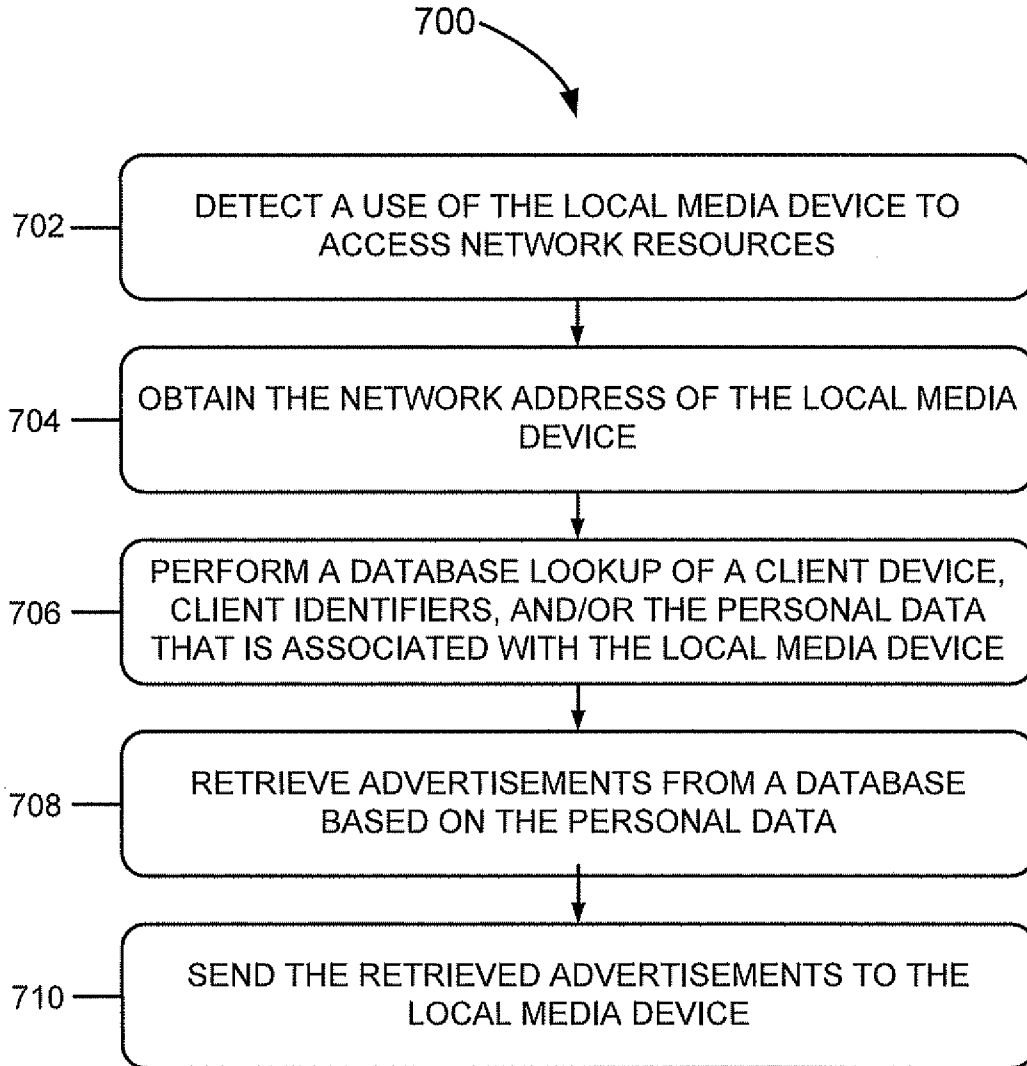 700
702
DETECT A USE OF THE LOCAL MEDIA DEVICE TO
ACCESS NETWORK RESOURCES
704
OBTAIN THE NETWORK ADDRESS OF THE LOCAL MEDIA
DEVICE
706
PERFORM A DATABASE LOOKUP OF A CLIENT DEVICE,
CLIENT IDENTIFIERS, AND/OR THE PERSONAL DATA
THAT IS ASSOCIATED WITH THE LOCAL MEDIA DEVICE
708
RETRIEVE ADVERTISEMENTS FROM A DATABASE
BASED ON THE PERSONAL DATA
710
SEND THE RETRIEVED ADVERTISEMENTS TO THE
LOCAL MEDIA DEVICE